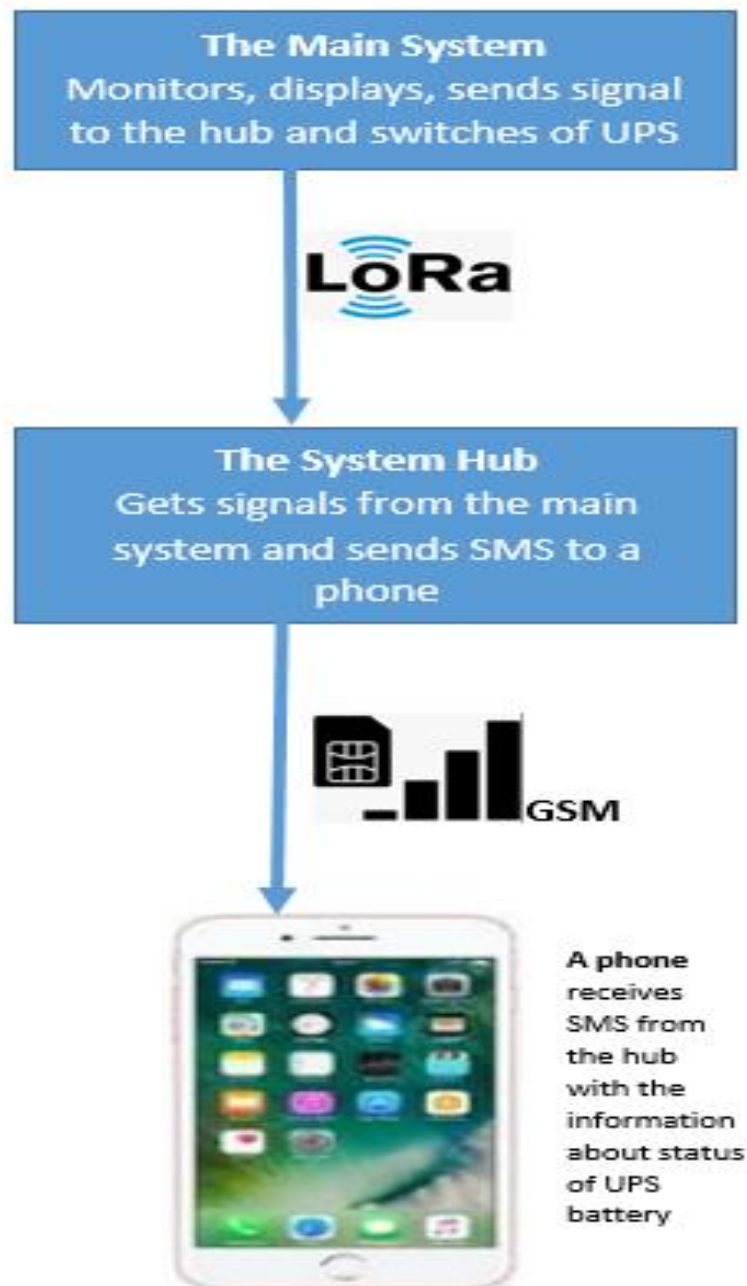 The Main System
Monitors, displays, sends signal
to the hub and switches of UPS
LoRa
The System Hub
Gets signals from the main
system and sends SMS to a
phone
GSM
A phone
receives
SMS from
the hub
with the
information
about status
of UPS
battery